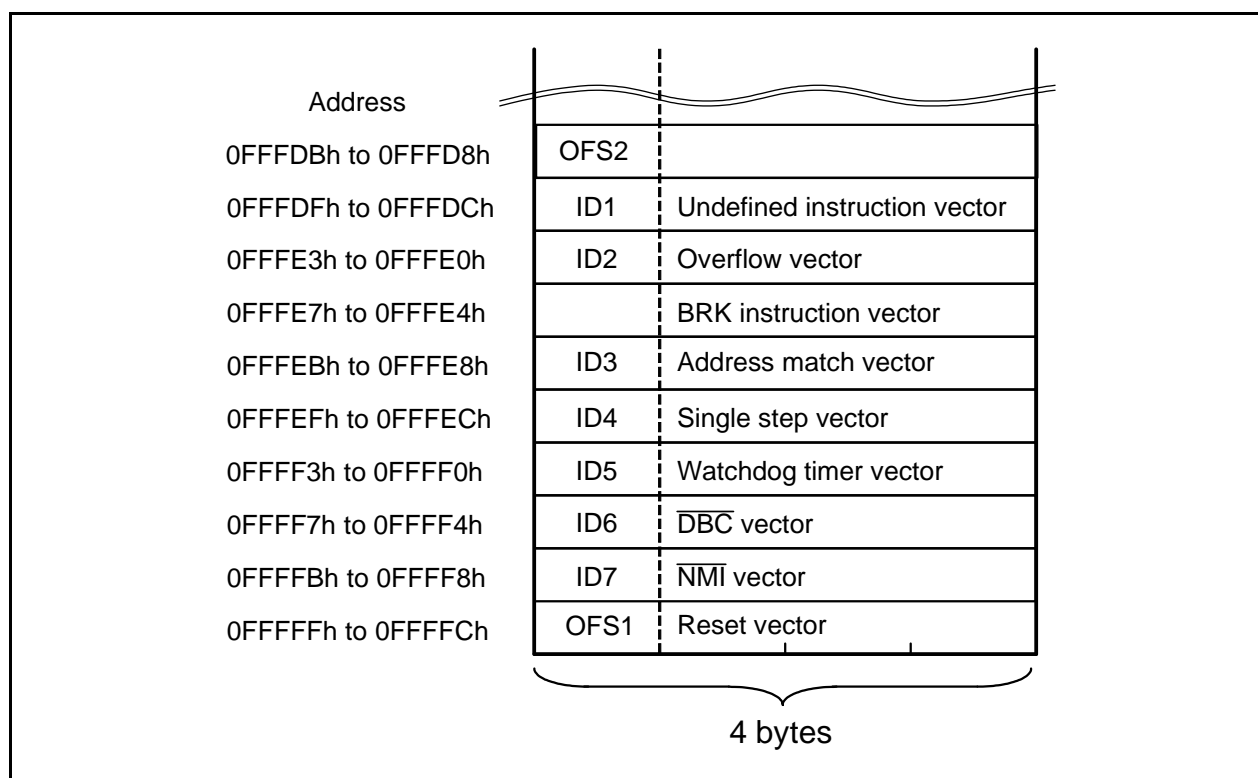 Address
0FFFDBh to 0FFFD8h OFS2
0FFFDFh to 0FFFDCh ID1 Undefined instruction vector
0FFFE3h to 0FFFE0h ID2 Overflow vector
0FFFE7h to 0FFFE4h BRK instruction vector
0FFFEBh to 0FFFE8h ID3 Address match vector
0FFFEFh to 0FFFECh ID4 Single step vector
0FFFF3h to 0FFFF0h ID5 Watchdog timer vector
0FFFF7h to 0FFFF4h ID6 D̅B̅C̅ vector
0FFFFBh to 0FFFF8h ID7 N̅M̅I̅ vector
0FFFFFh to 0FFFFCh OFS1 Reset vector
4 bytes